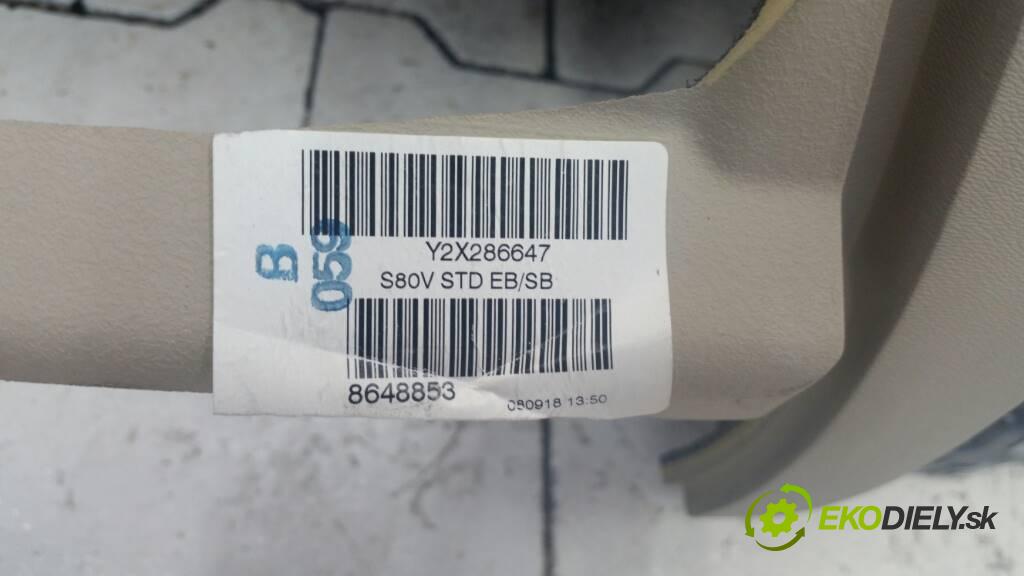 Y2X286647
S80V STD EB/SB
B
059
8648853
080918 13:50
EKODIELY.sk